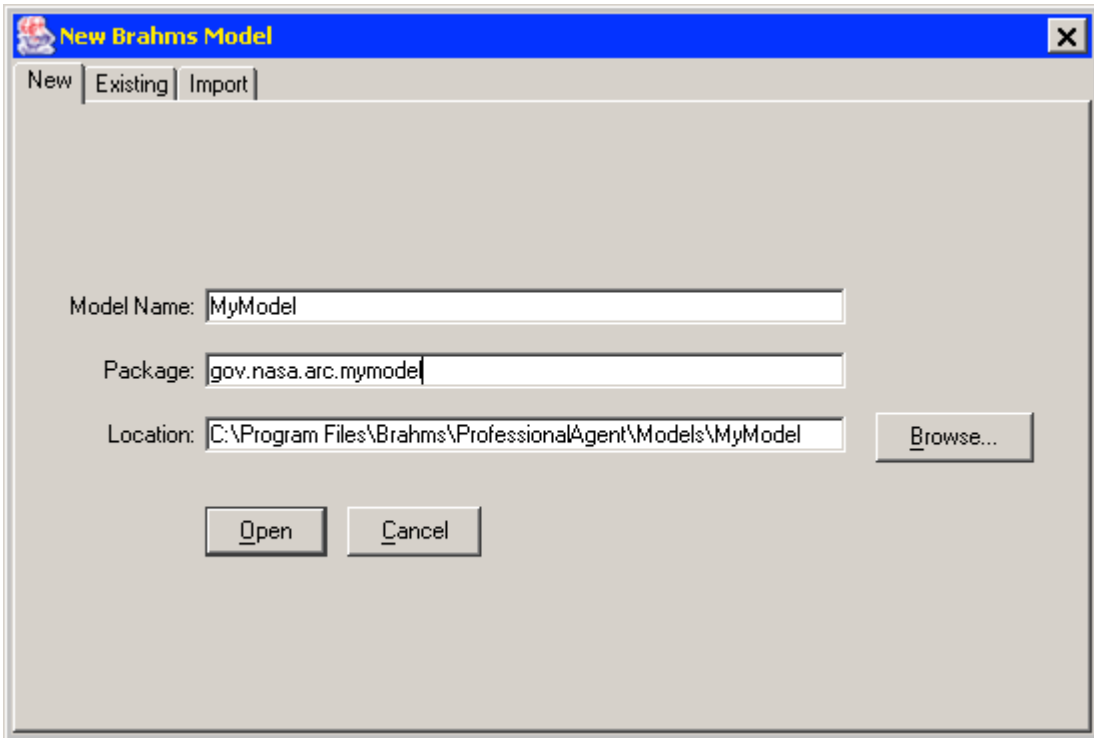 New Brahms Model
New Existing Import
Model Name: MyModel
Package: gov.nasa.arc.mymodel
Location: C:\Program Files\Brahms\ProfessionalAgent\Models\MyModel Browse...
Open Cancel